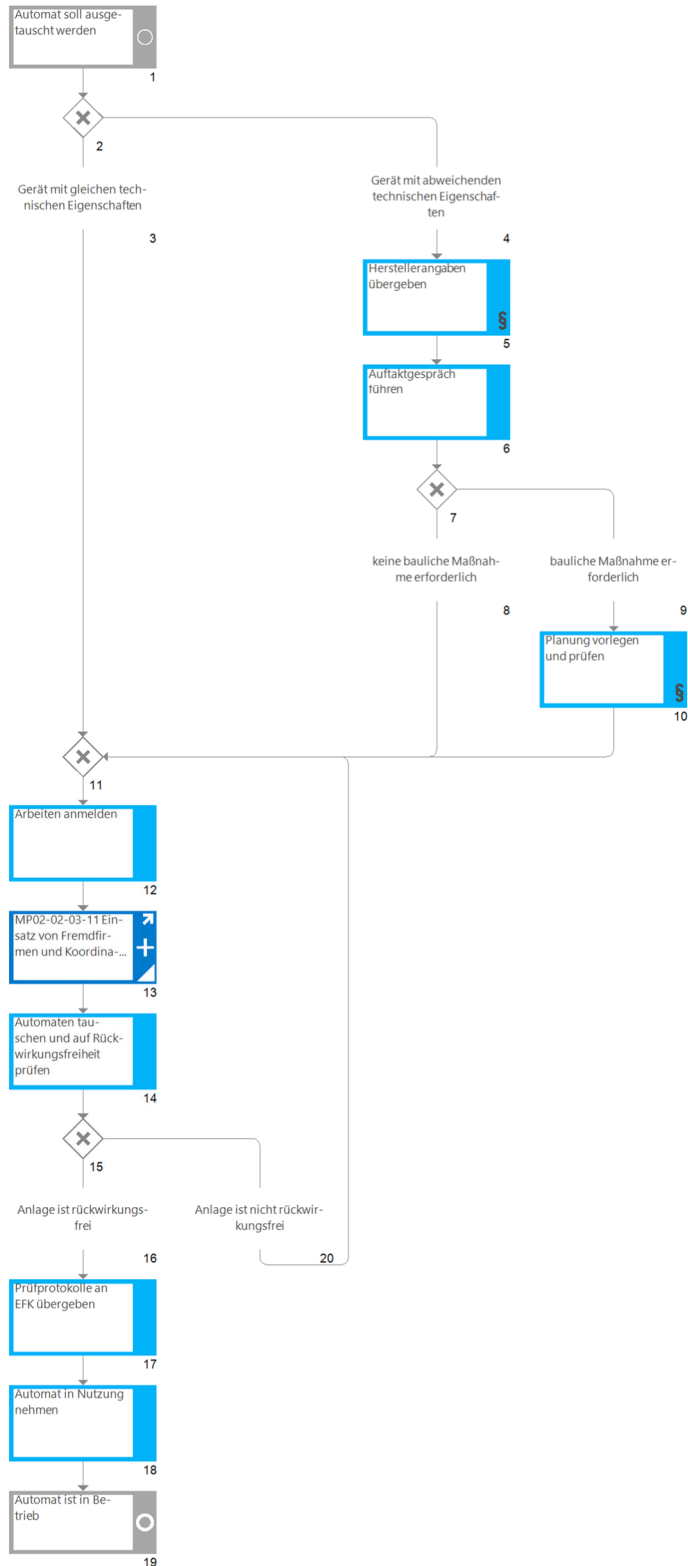 Automat soll ausge-
tauscht werden
1
2
Gerät mit gleichen tech-
nischen Eigenschaften
3
Gerät mit abweichenden
technischen Eigenschaf-
ten
4
Herstellerangaben
übergeben
§
5
Auftaktgespräch
führen
6
7
keine bauliche Maßnah-
me erforderlich
8
bauliche Maßnahme er-
forderlich
9
Planung vorlegen
und prüfen
§
10
11
Arbeiten anmelden
12
MP02-02-03-11 Ein-
satz von Fremdfir-
men und Koordina-...
13
Automaten tau-
schen und auf Rück-
wirkungsfreiheit
prüfen
14
15
Anlage ist rückwirkungs-
frei
16
Anlage ist nicht rückwir-
kungsfrei
20
Prüfprotokolle an
EFK übergeben
17
Automat in Nutzung
nehmen
18
Automat ist in Be-
trieb
19